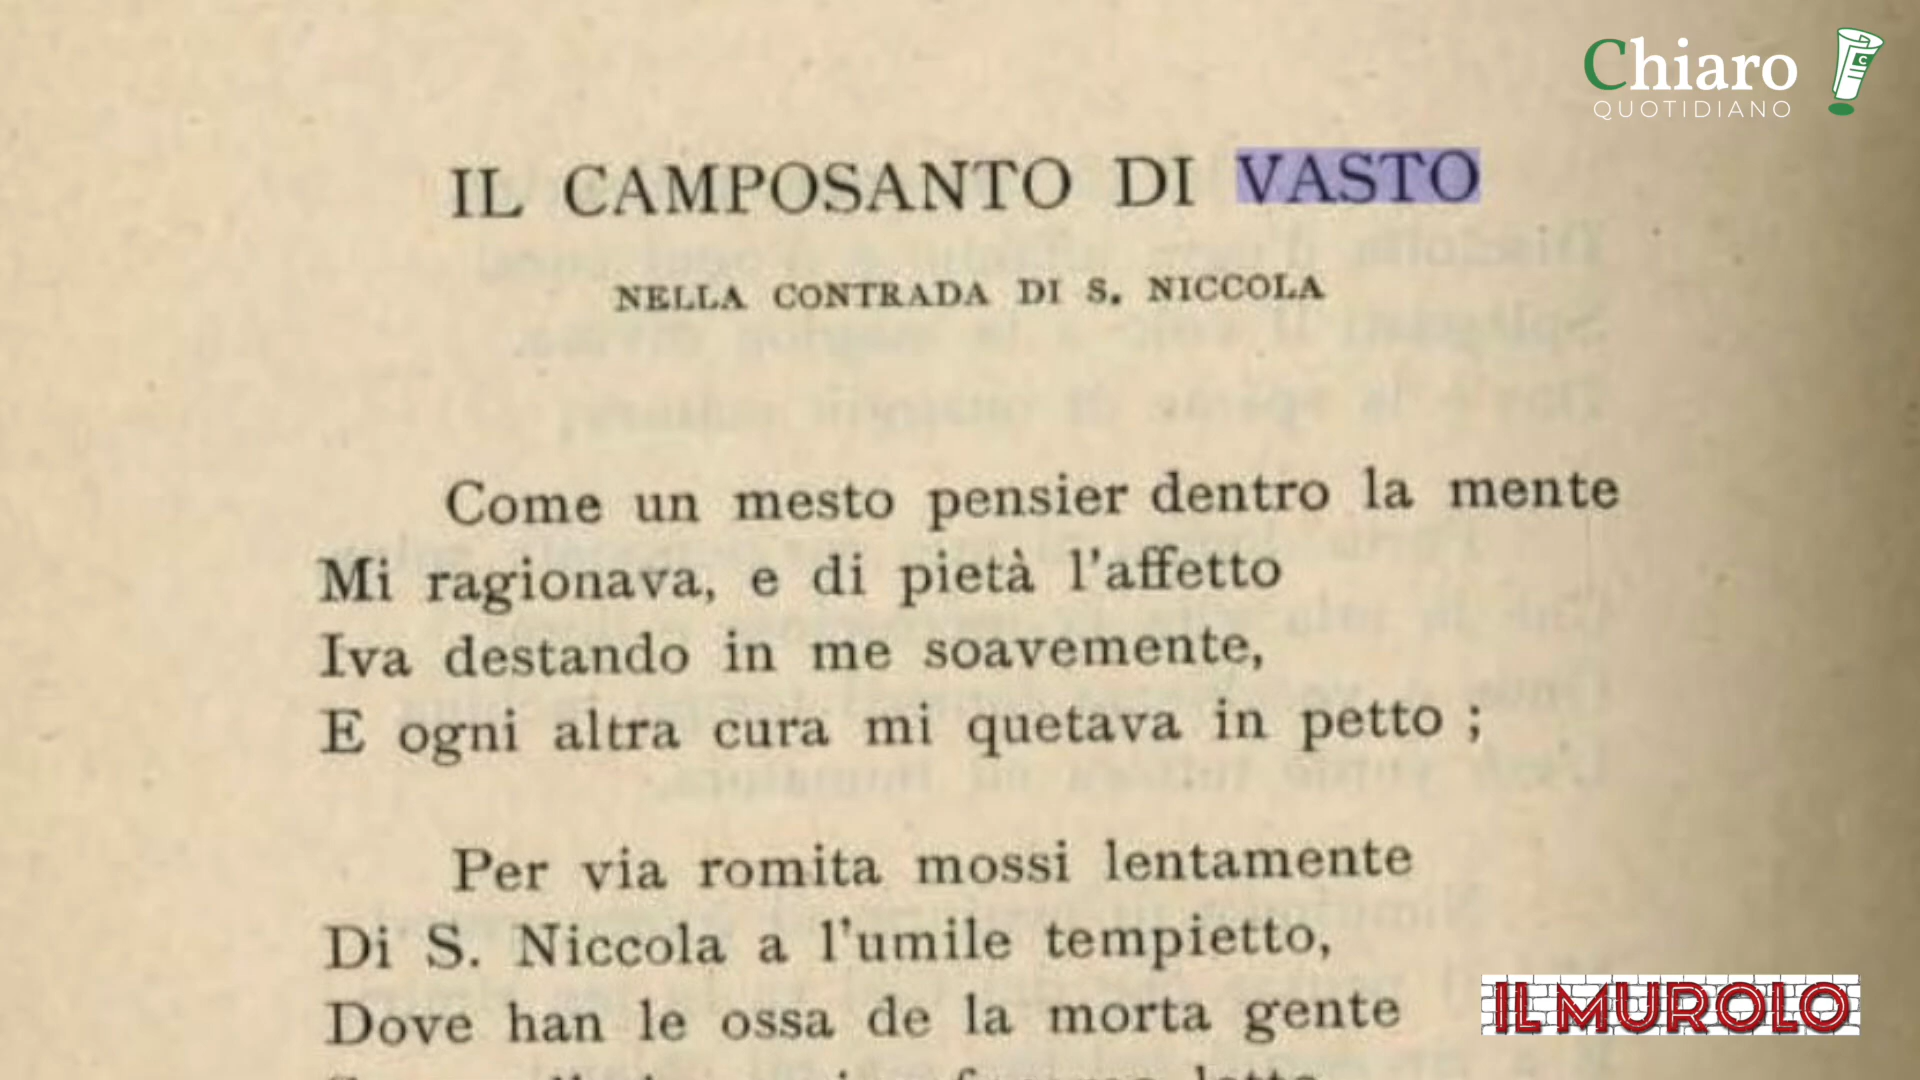 Chiaro
QUOTIDIANO
IL CAMPOSANTO DI VASTO
NELLA CONTRADA DI S. NICCOLA
Come un mesto pensier dentro la mente
Mi ragionava, e di pietà l'affetto
Iva destando in me soavemente,
E ogni altra cura mi quetava in petto ;
Per via romita mossi lentamente
Di S. Niccola a l'umile tempietto,
Dove han le ossa de la morta gente
IL MUROLO